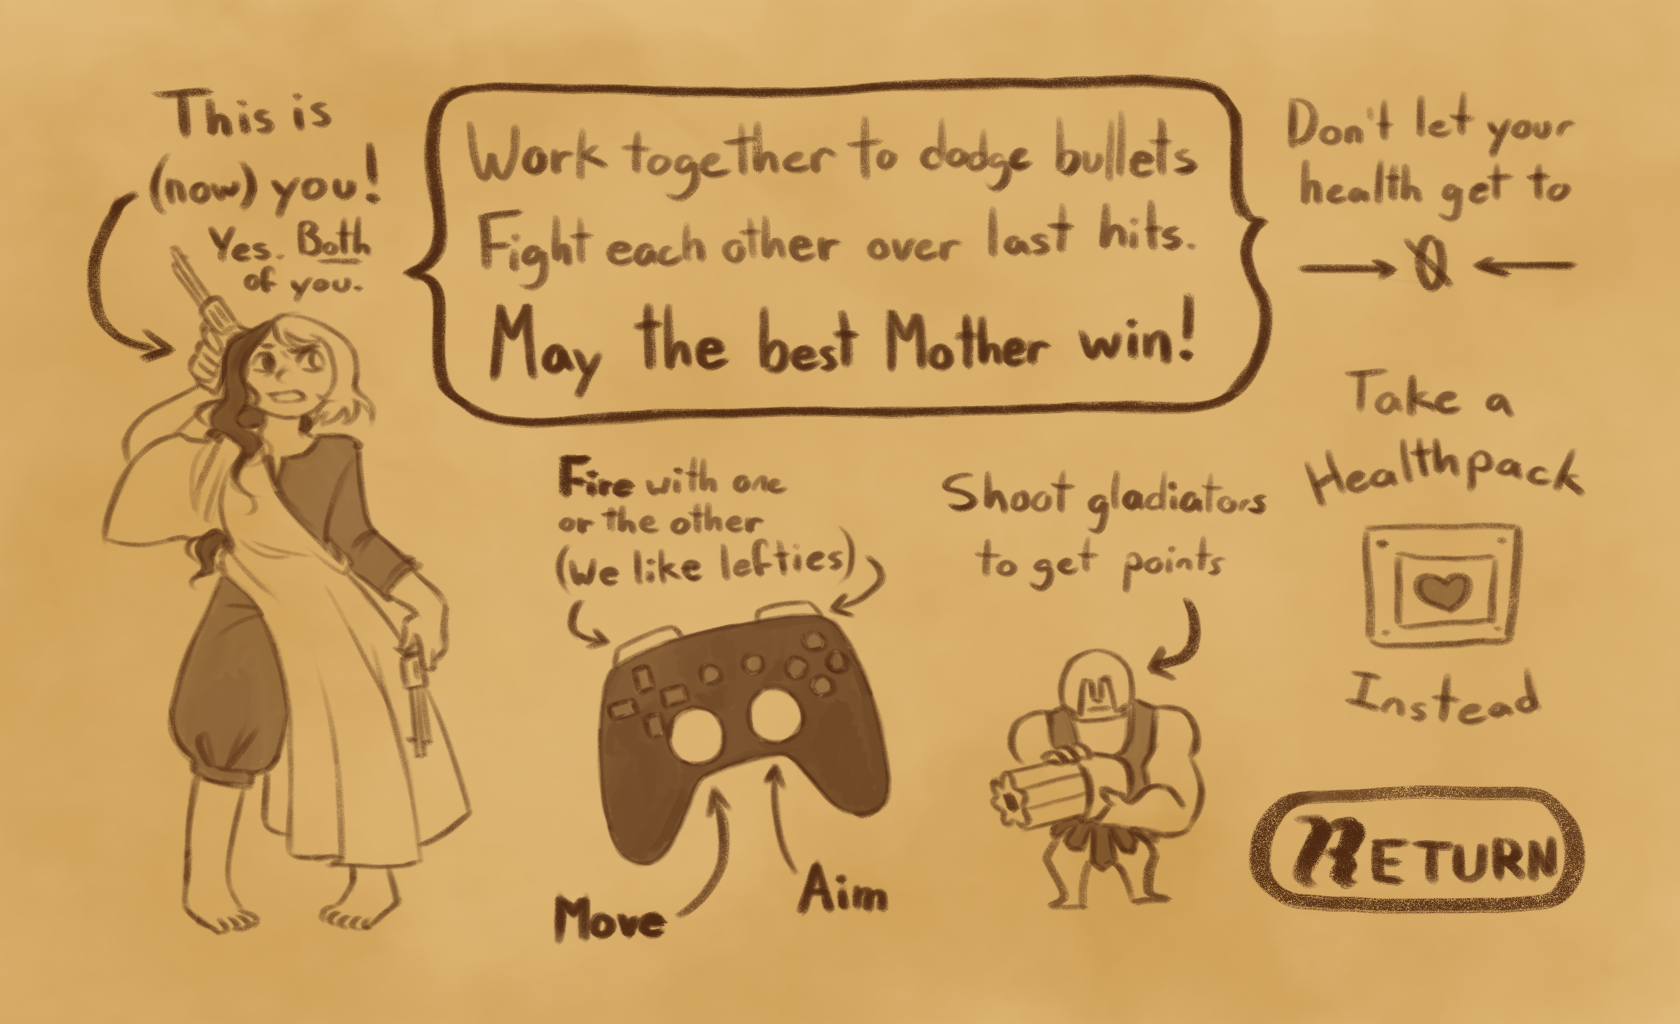 This is
(now) you!
Yes. Both
of you.
Work together to dodge bullets
Fight each other over last hits.
May the best Mother win!
Don't let your
health get to
0
Take a
Healthpack
Instead
Fire with one
or the other
(we like lefties)
Move
Aim
Shoot gladiators
to get points
RETURN